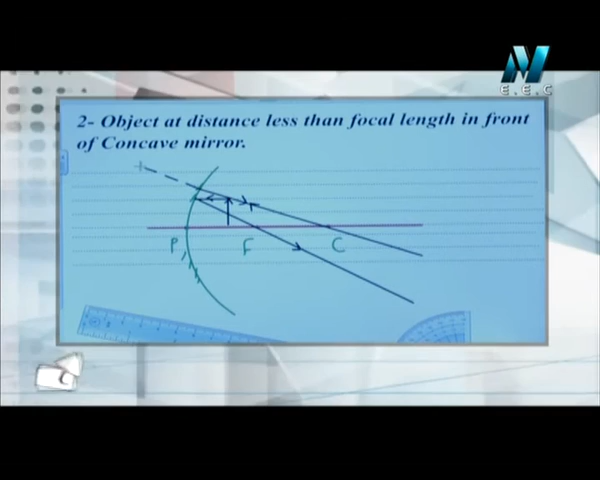 E.E.C
2- Object at distance less than focal length in front
of Concave mirror.
P F C